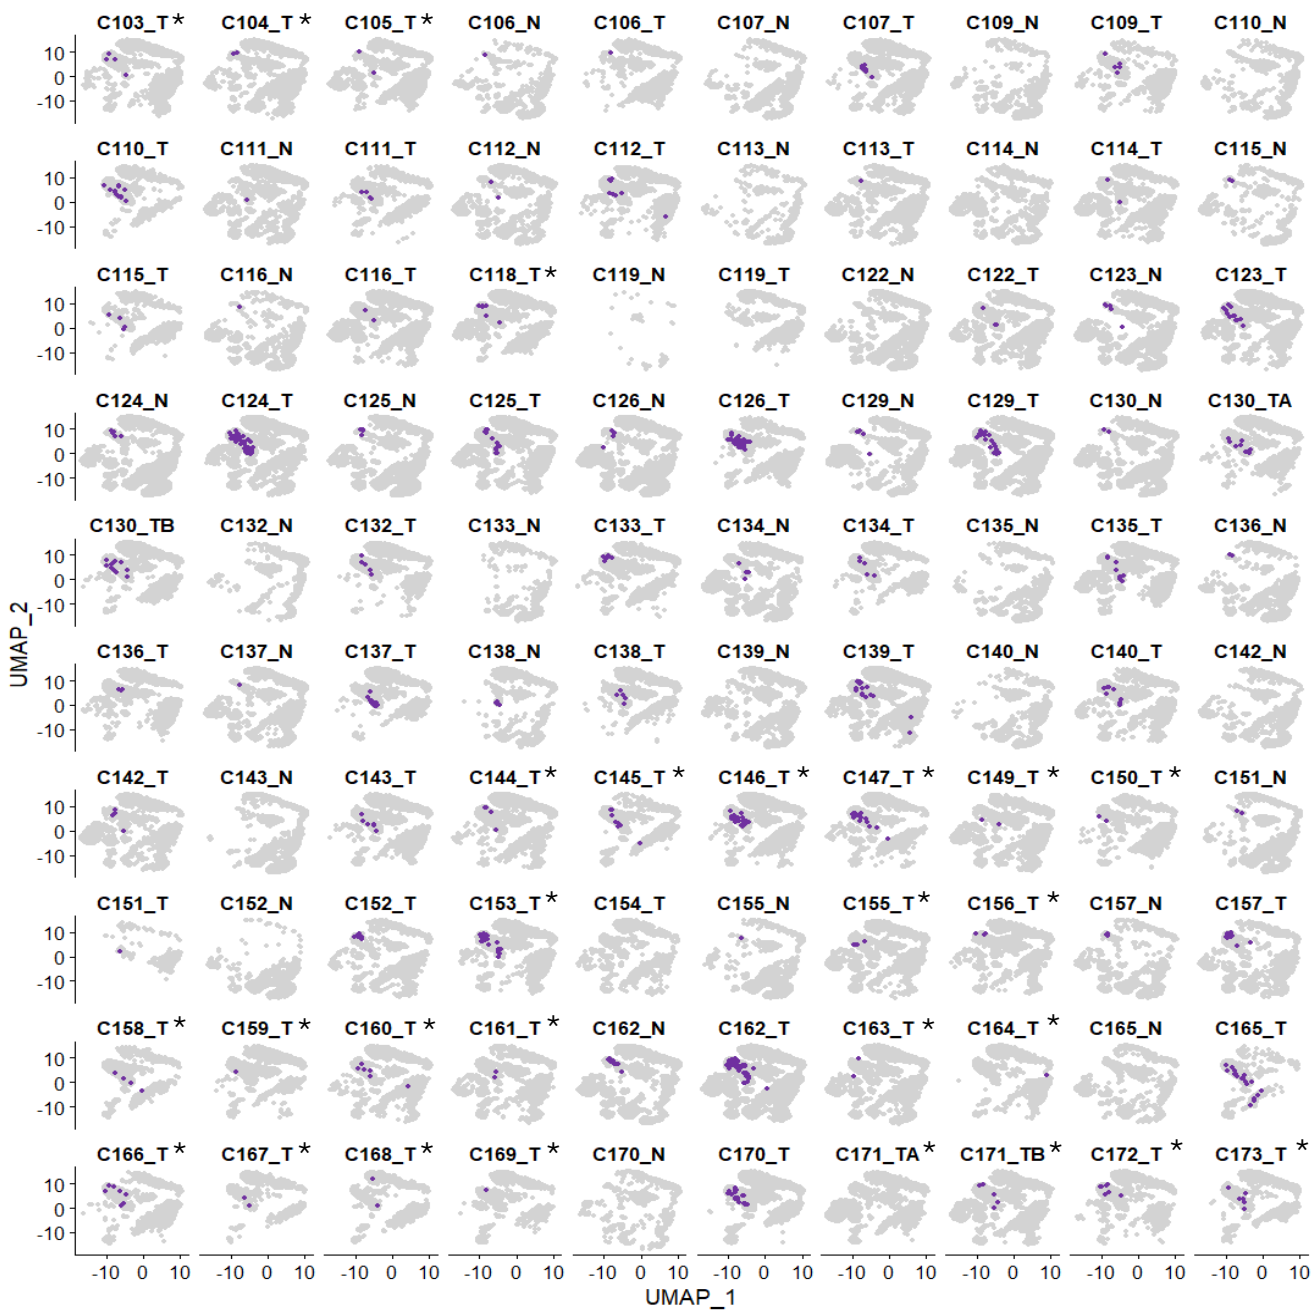 C103_T* C104_T* C105_T* C106_N C106_T C107_N C107_T C109_N C109_T C110_N
10
0
-10
C110_T C111_N C111_T C112_N C112_T C113_N C113_T C114_N C114_T C115_N
10
0
-10
C115_T C116_N C116_T C118_T* C119_N C119_T C122_N C122_T C123_N C123_T
10
0
-10
C124_N C124_T C125_N C125_T C126_N C126_T C129_N C129_T C130_N C130_TA
10
0
-10
C130_TB C132_N C132_T C133_N C133_T C134_N C134_T C135_N C135_T C136_N
10
0
-10
UMAP_2
C136_T C137_N C137_T C138_N C138_T C139_N C139_T C140_N C140_T C142_N
10
0
-10
C142_T C143_N C143_T C144_T* C145_T* C146_T* C147_T* C149_T* C150_T* C151_N
10
0
-10
C151_T C152_N C152_T C153_T* C154_T C155_N C155_T* C156_T* C157_N C157_T
10
0
-10
C158_T* C159_T* C160_T* C161_T* C162_N C162_T C163_T* C164_T* C165_N C165_T
10
0
-10
C166_T* C167_T* C168_T* C169_T* C170_N C170_T C171_TA* C171_TB* C172_T* C173_T*
10
0
-10
-10 0 10 -10 0 10 -10 0 10 -10 0 10 -10 0 10 -10 0 10 -10 0 10 -10 0 10 -10 0 10 -10 0 10
UMAP_1